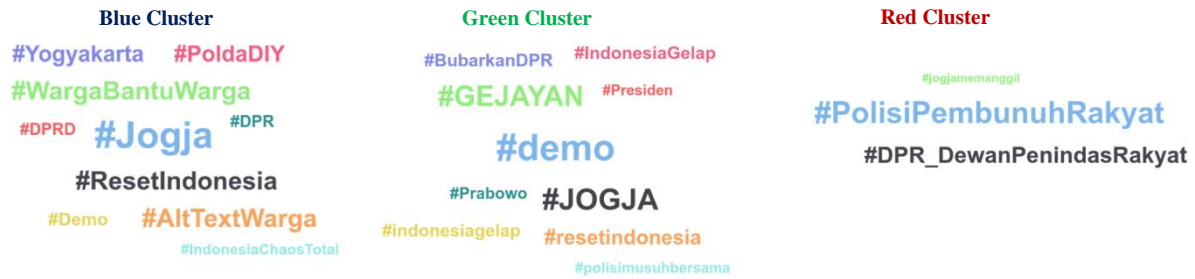 Blue Cluster
#Yogyakarta #PoldaDIY
#WargaBantuWarga
#DPRD #Jogja #DPR
#ResetIndonesia
#Demo #AltTextWarga
#IndonesiaChaosTotal
Green Cluster
#BubarkanDPR #IndonesiaGelap
#GEJAYAN #Presiden
#demo
#Prabowo #JOGJA
#indonesiagelap #resetindonesia
#polisimusuhbersama
Red Cluster
#jogjamemanggil
#PolisiPembunuhRakyat
#DPR_DewanPenindasRakyat